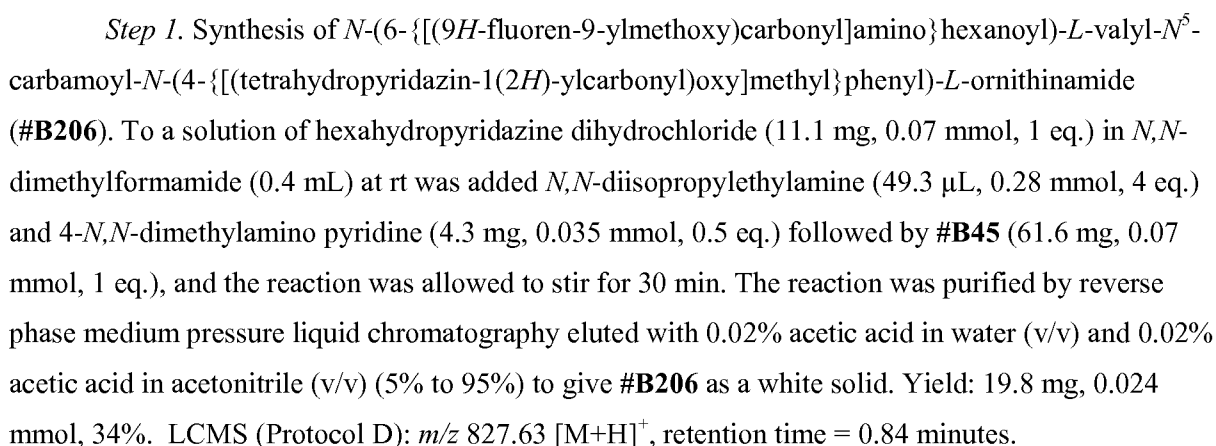 Step 1. Synthesis of N-(6-{[(9H-fluoren-9-ylmethoxy)carbonyl]amino}hexanoyl)-L-valyl-N⁵-
carbamoyl-N-(4-{[(tetrahydropyridazin-1(2H)-ylcarbonyl)oxy]methyl}phenyl)-L-ornithinamide
(#B206). To a solution of hexahydropyridazine dihydrochloride (11.1 mg, 0.07 mmol, 1 eq.) in N,N-
dimethylformamide (0.4 mL) at rt was added N,N-diisopropylethylamine (49.3 µL, 0.28 mmol, 4 eq.)
and 4-N,N-dimethylamino pyridine (4.3 mg, 0.035 mmol, 0.5 eq.) followed by #B45 (61.6 mg, 0.07
mmol, 1 eq.), and the reaction was allowed to stir for 30 min. The reaction was purified by reverse
phase medium pressure liquid chromatography eluted with 0.02% acetic acid in water (v/v) and 0.02%
acetic acid in acetonitrile (v/v) (5% to 95%) to give #B206 as a white solid. Yield: 19.8 mg, 0.024
mmol, 34%. LCMS (Protocol D): m/z 827.63 [M+H]⁺, retention time = 0.84 minutes.